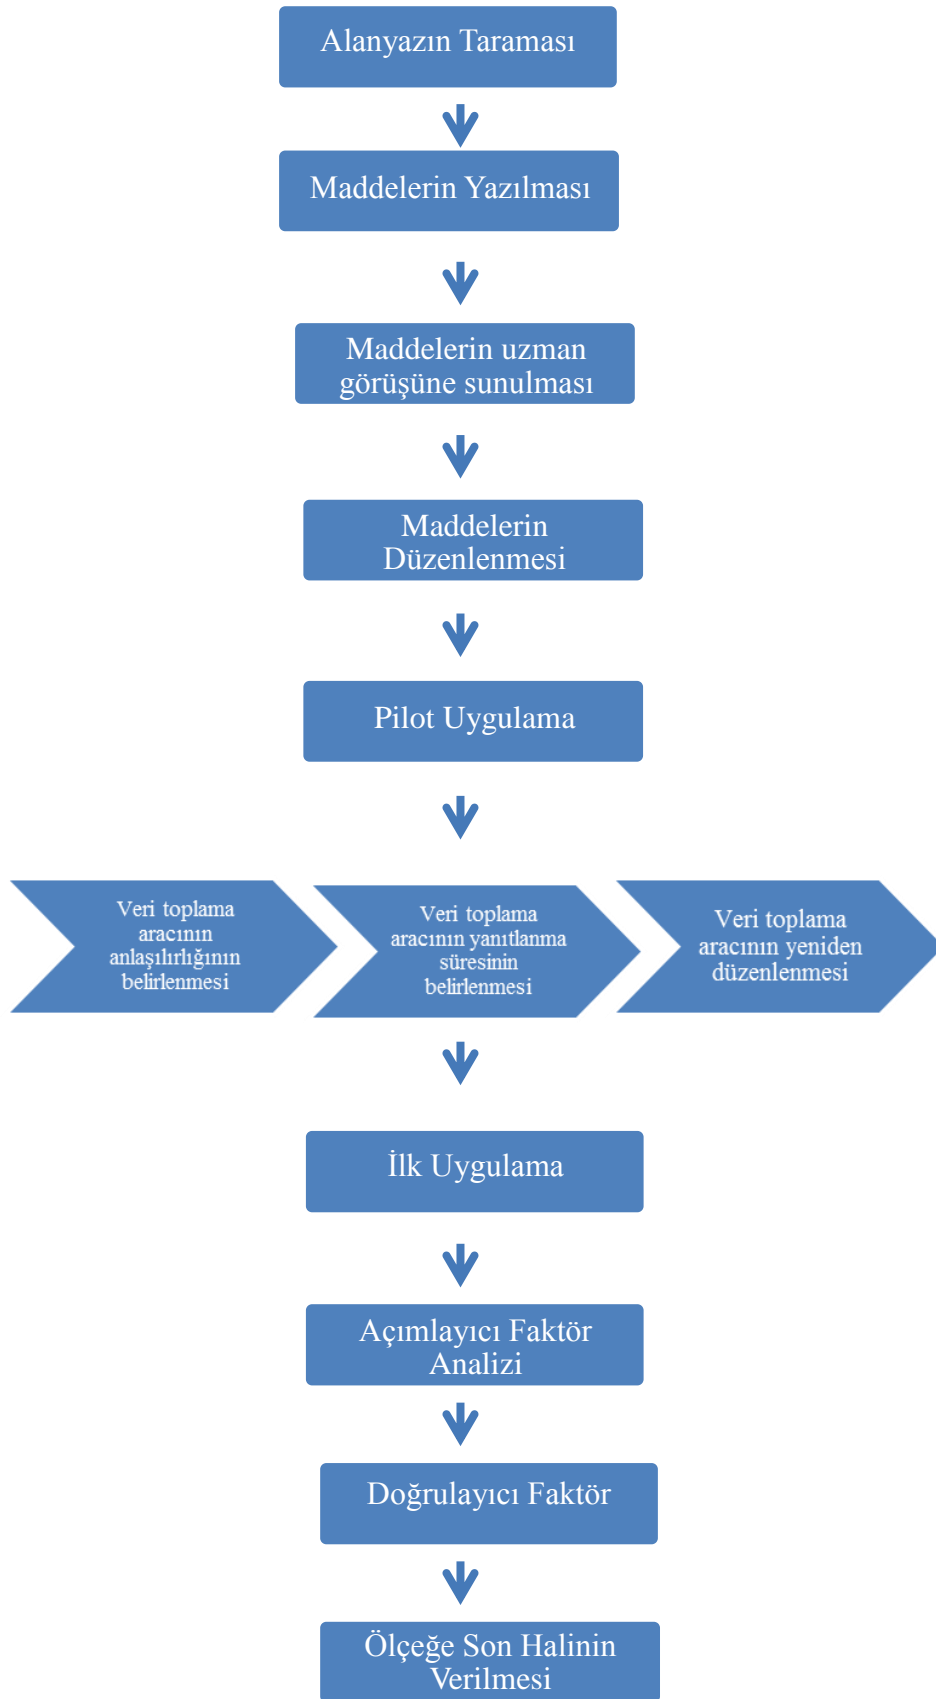 Alanyazın Taraması
Maddelerin Yazılması
Maddelerin uzman
görüşüne sunulması
Maddelerin
Düzenlenmesi
Pilot Uygulama
Veri toplama
aracının
anlaşılırlığının
belirlenmesi
Veri toplama
aracının yanıtlanma
süresinin
belirlenmesi
Veri toplama
aracının yeniden
düzenlenmesi
İlk Uygulama
Açımlayıcı Faktör
Analizi
Doğrulayıcı Faktör
Ölçeğe Son Halinin
Verilmesi